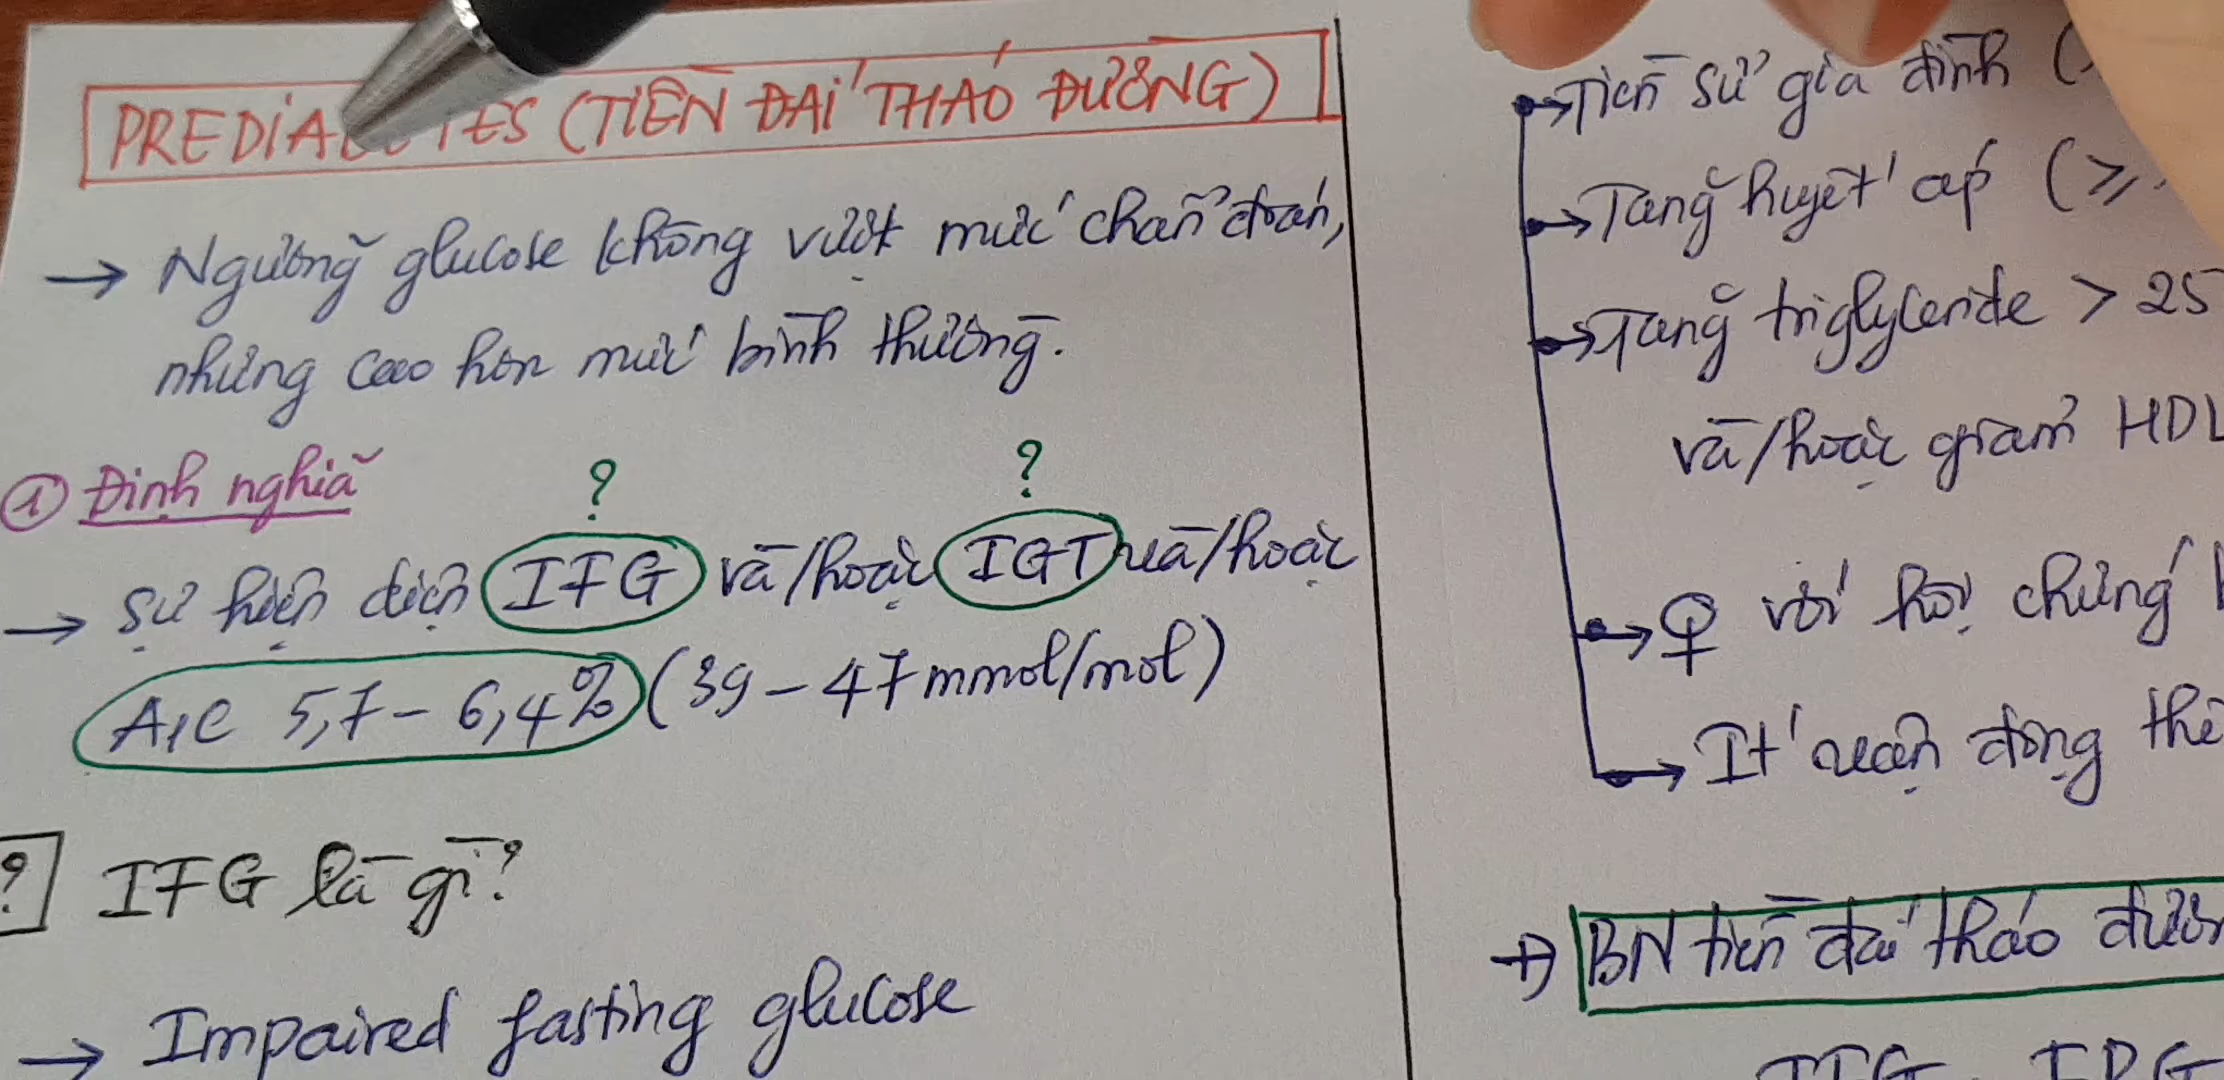 PREDIABETES (TIỀN ĐÁI THÁO ĐƯỜNG)
→ Ngưỡng glucose không vượt mức chẩn đoán,
nhưng cao hơn mức bình thường.
① Định nghĩa
? ?
→ Sự hiện diện IFG và/hoặc IGT và/hoặc
A1C 5,7 - 6,4% (39 - 47 mmol/mol)
? IFG là gì?
→ Impaired fasting glucose
→ Tiền sử gia đình (
→ Tăng huyết áp (≥
→ Tăng triglyceride > 25
và/hoặc giảm HDL
→ ♀ với hội chứng
→ Ít vận động thể
→ BN tiền đái tháo đườn
IFG